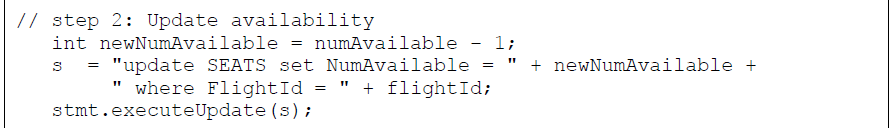 // step 2: Update availability
int newNumAvailable = numAvailable - 1;
s = "update SEATS set NumAvailable = " + newNumAvailable +
" where FlightId = " + flightId;
stmt.executeUpdate(s);